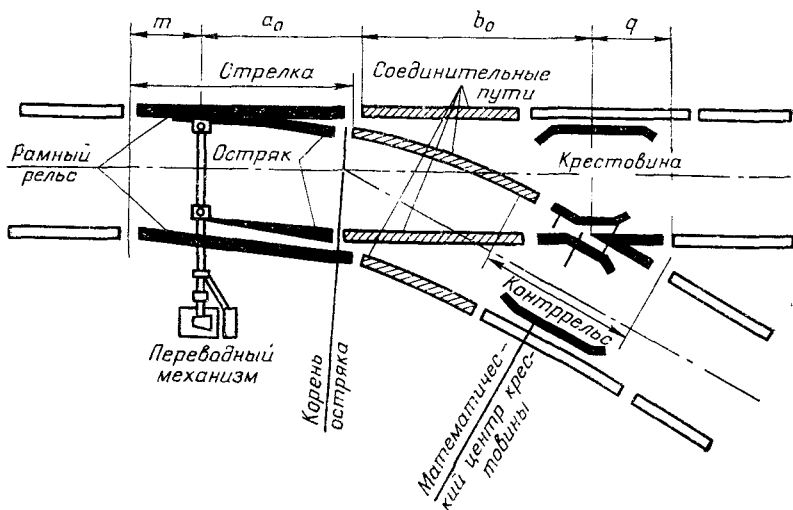 m
a₀
b₀
q
Стрелка
Соединительные
пути
Рамный
рельс
Остряк
Крестовина
Контррельс
Переводный
механизм
Корень
остряка
Математичес-
кий центр крес-
товины